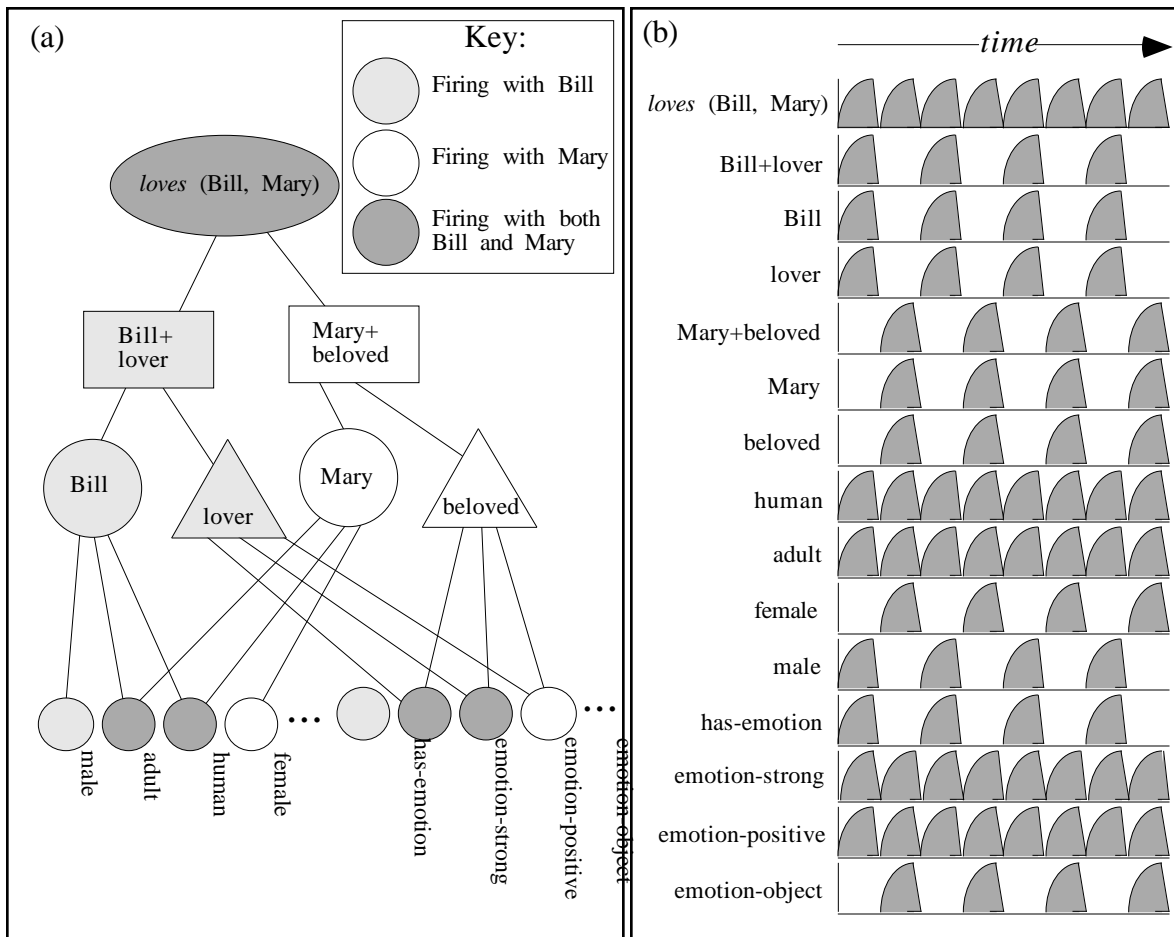 (a)
Key:
Firing with Bill
Firing with Mary
Firing with both
Bill and Mary
loves (Bill, Mary)
Bill+
lover
Mary+
beloved
Bill
lover
Mary
beloved
male
adult
human
female
...
has-emotion
emotion-strong
emotion-positive
...
emotion-object
(b)
time
loves (Bill, Mary)
Bill+lover
Bill
lover
Mary+beloved
Mary
beloved
human
adult
female
male
has-emotion
emotion-strong
emotion-positive
emotion-object